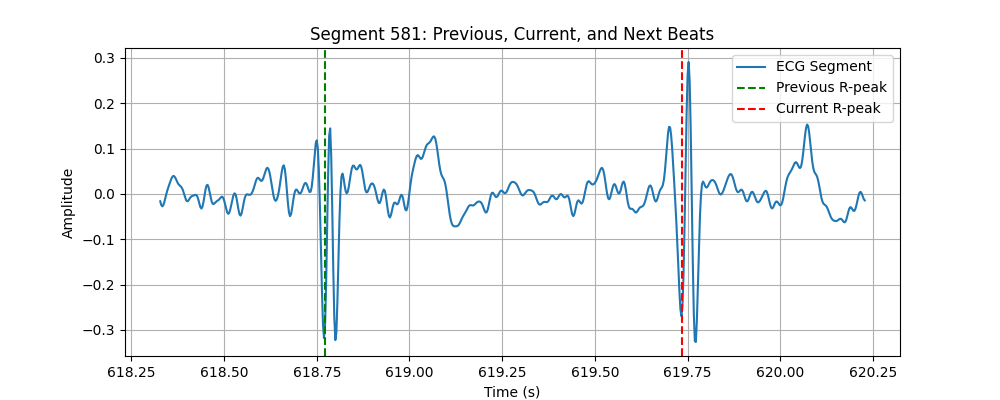 Segment 581: Previous, Current, and Next Beats
ECG Segment
Previous R-peak
Current R-peak
0.3
0.2
0.1
0.0
−0.1
−0.2
−0.3
Amplitude
618.25 618.50 618.75 619.00 619.25 619.50 619.75 620.00 620.25
Time (s)